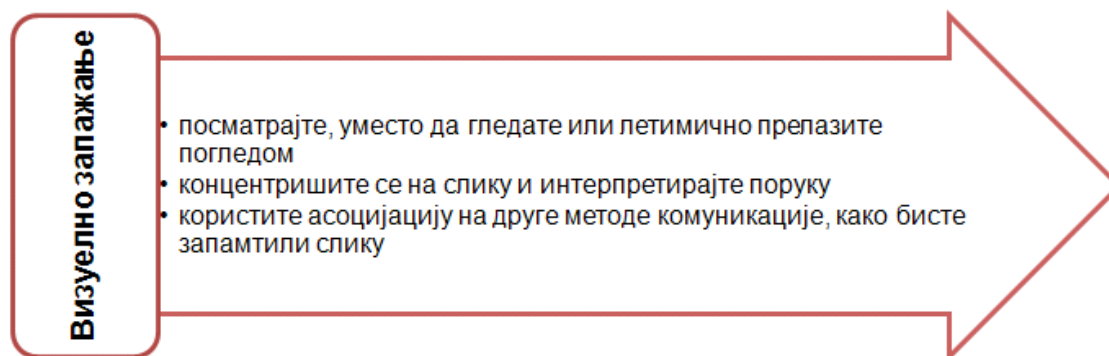 Визуелно запажање
• посматрајте, уместо да гледате или летимично прелазите
погледом
• концентришите се на слику и интерпретирајте поруку
• користите асоцијацију на друге методе комуникације, како бисте
запамтили слику